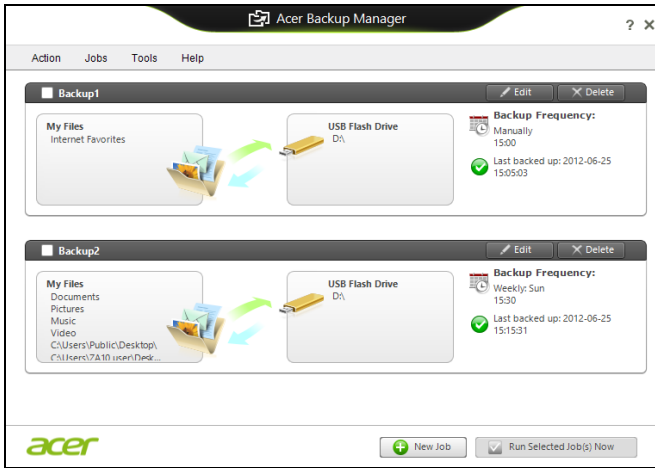 Acer Backup Manager
? X
Action Jobs Tools Help
Backup1
Edit Delete
My Files
Internet Favorites
USB Flash Drive
D:\
Backup Frequency:
Manually
15:00
Last backed up: 2012-06-25
15:05:03
Backup2
Edit Delete
My Files
Documents
Pictures
Music
Video
C:\Users\Public\Desktop\
C:\Users\ZA10 user\Desk...
USB Flash Drive
D:\
Backup Frequency:
Weekly: Sun
15:30
Last backed up: 2012-06-25
15:15:31
acer
New Job
Run Selected Job(s) Now